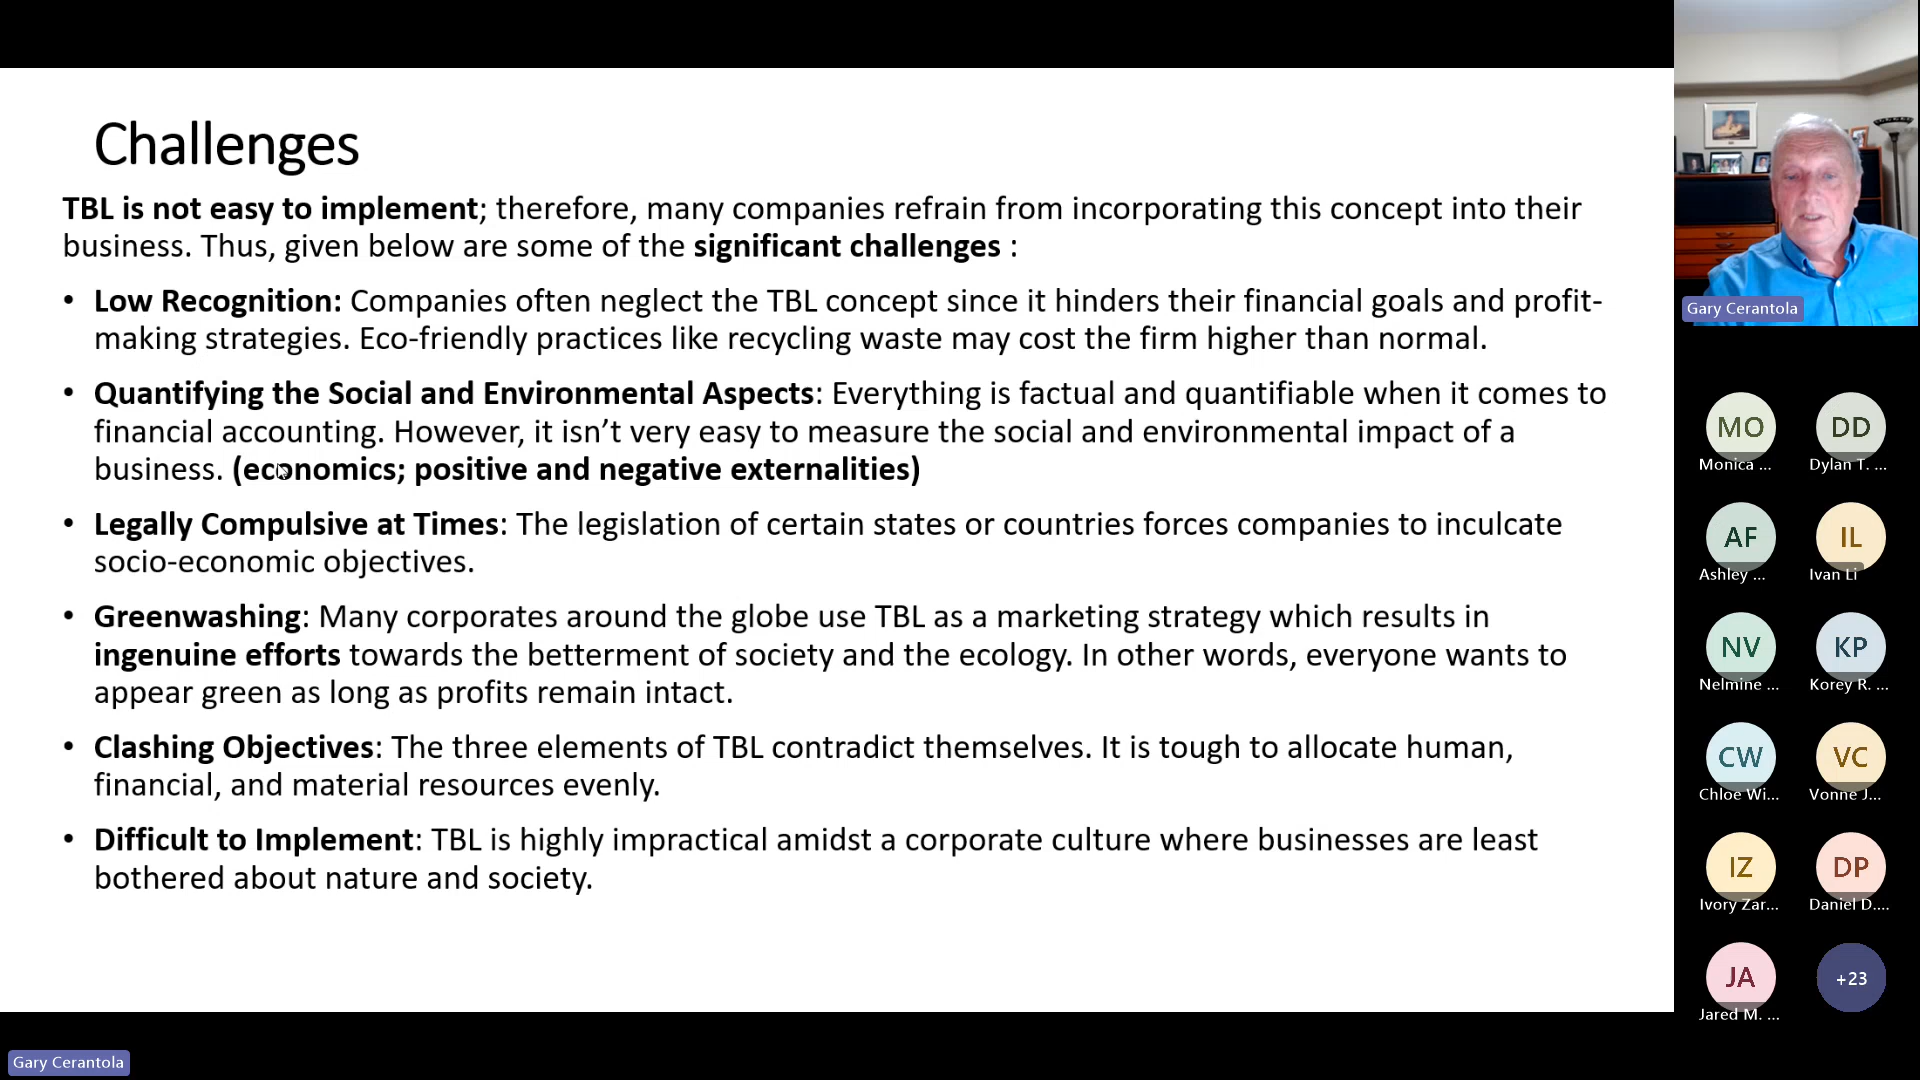 Challenges
TBL is not easy to implement; therefore, many companies refrain from incorporating this concept into their
business. Thus, given below are some of the significant challenges :
• Low Recognition: Companies often neglect the TBL concept since it hinders their financial goals and profit-
making strategies. Eco-friendly practices like recycling waste may cost the firm higher than normal.
• Quantifying the Social and Environmental Aspects: Everything is factual and quantifiable when it comes to
financial accounting. However, it isn’t very easy to measure the social and environmental impact of a
business. (economics; positive and negative externalities)
• Legally Compulsive at Times: The legislation of certain states or countries forces companies to inculcate
socio-economic objectives.
• Greenwashing: Many corporates around the globe use TBL as a marketing strategy which results in
ingenuine efforts towards the betterment of society and the ecology. In other words, everyone wants to
appear green as long as profits remain intact.
• Clashing Objectives: The three elements of TBL contradict themselves. It is tough to allocate human,
financial, and material resources evenly.
• Difficult to Implement: TBL is highly impractical amidst a corporate culture where businesses are least
bothered about nature and society.
Gary Cerantola
Gary Cerantola
MO DD
Monica ... Dylan T. ...
AF IL
Ashley ... Ivan Li
NV KP
Nelmine ... Korey R. ...
CW VC
Chloe Wi... Vonne J...
IZ DP
Ivory Zar... Daniel D....
JA +23
Jared M. ...